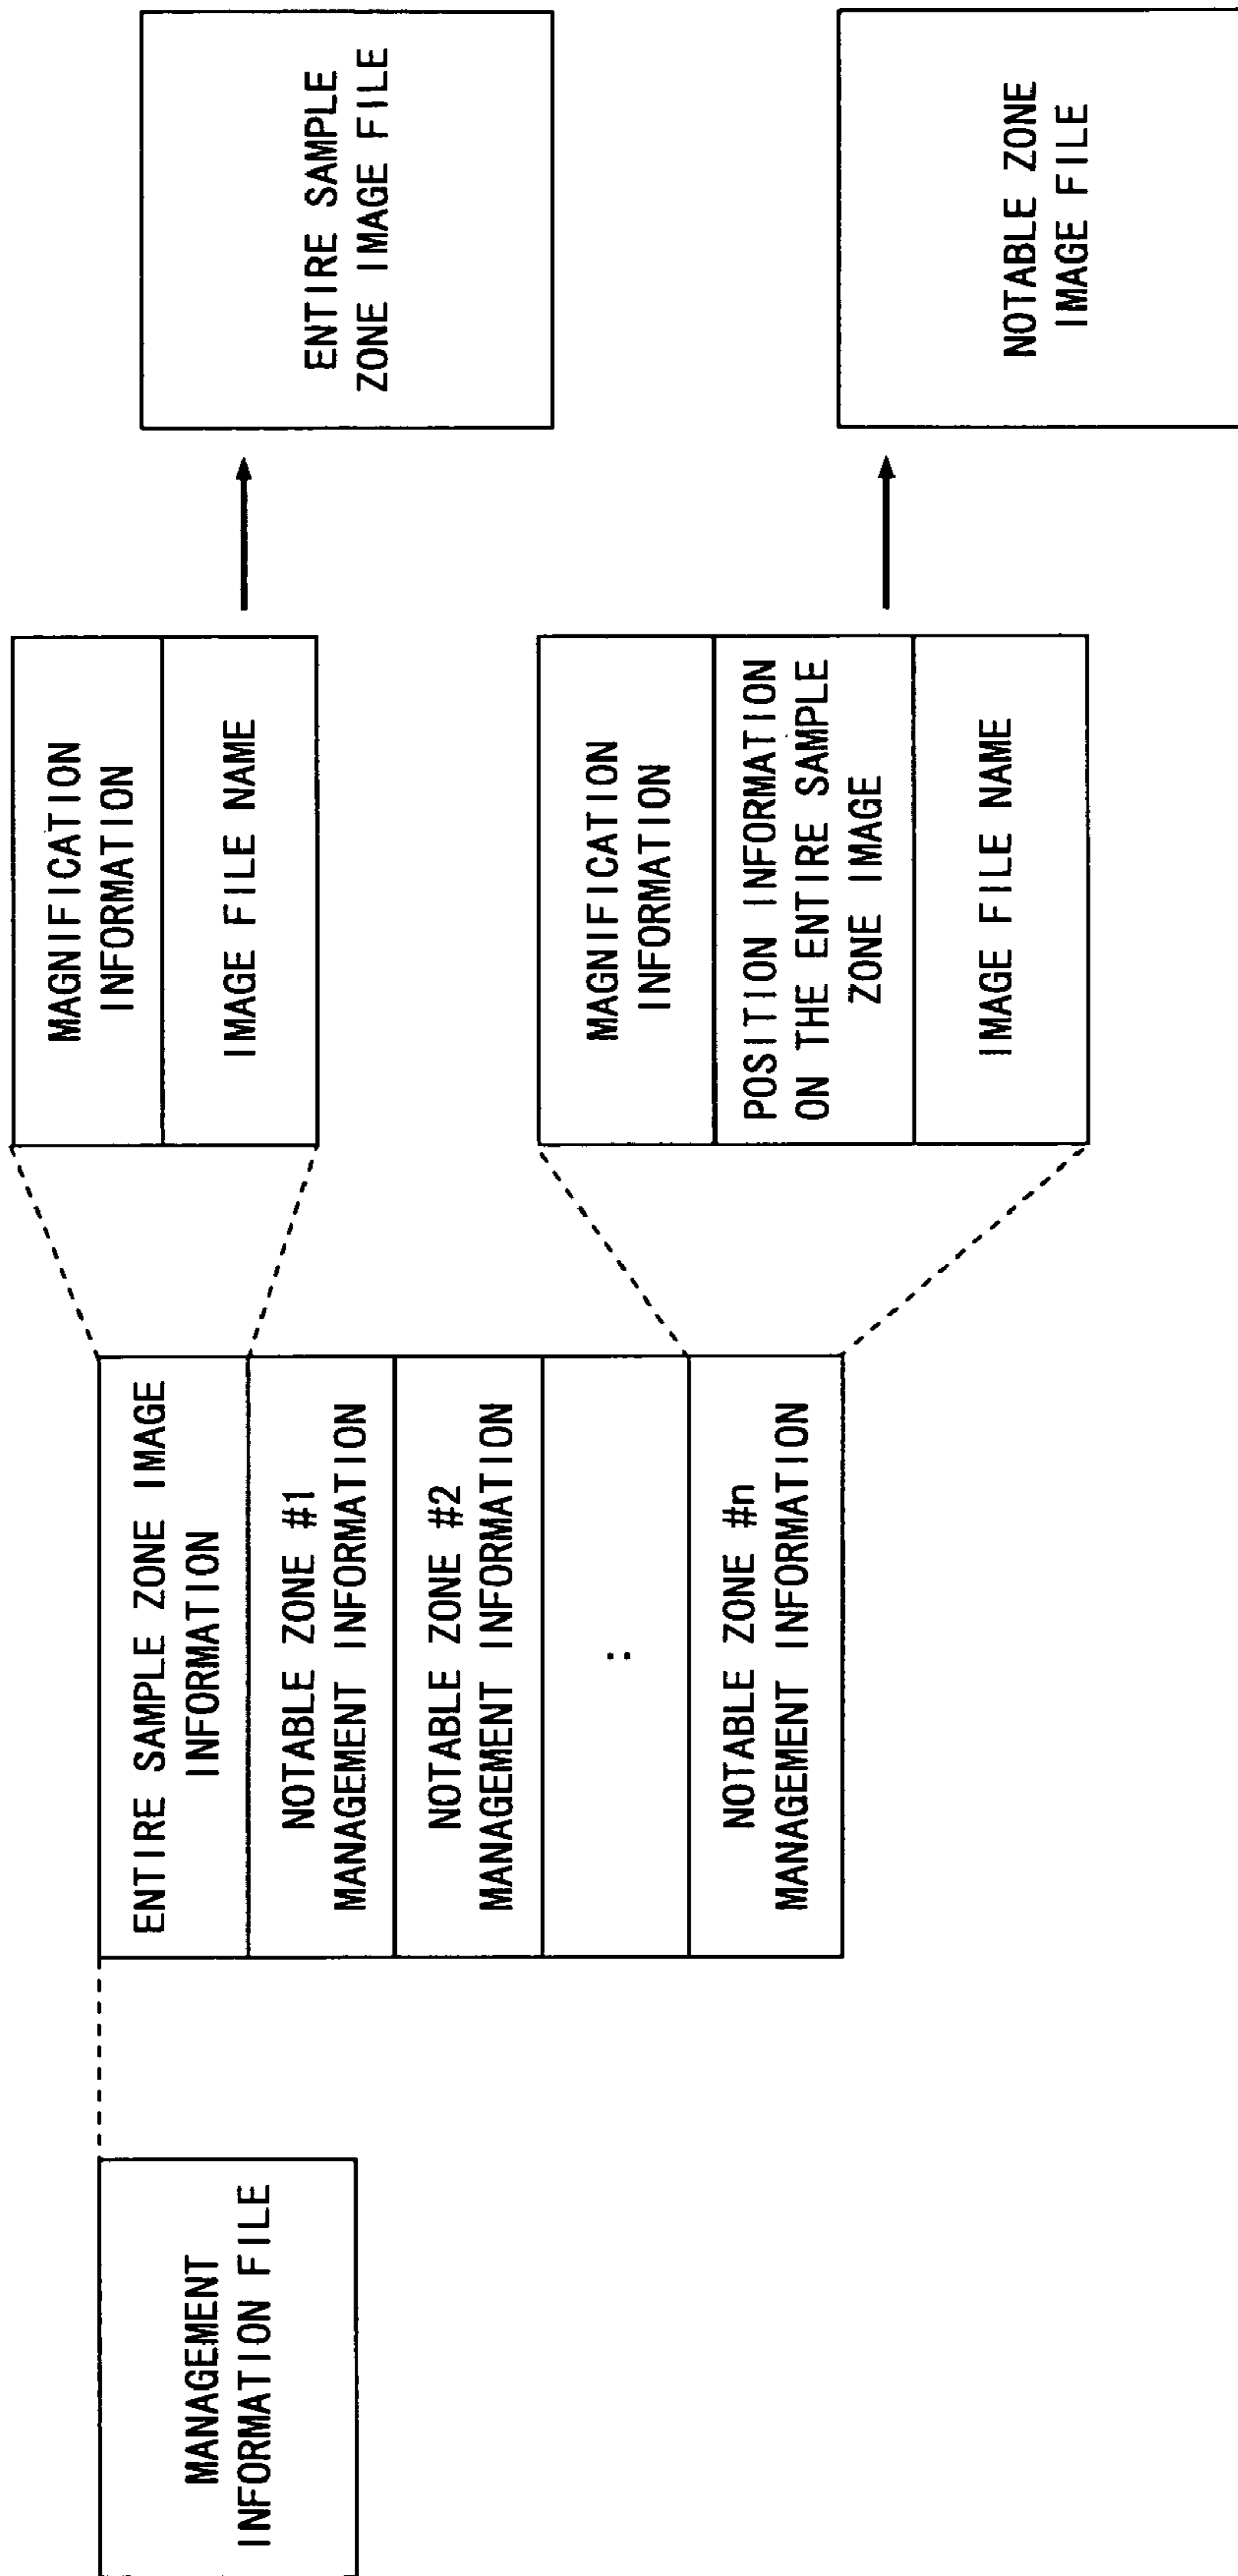 MANAGEMENT
INFORMATION FILE
ENTIRE SAMPLE ZONE IMAGE
INFORMATION
NOTABLE ZONE #1
MANAGEMENT INFORMATION
NOTABLE ZONE #2
MANAGEMENT INFORMATION
:
NOTABLE ZONE #n
MANAGEMENT INFORMATION
MAGNIFICATION
INFORMATION
IMAGE FILE NAME
MAGNIFICATION
INFORMATION
POSITION INFORMATION
ON THE ENTIRE SAMPLE
ZONE IMAGE
IMAGE FILE NAME
ENTIRE SAMPLE
ZONE IMAGE FILE
NOTABLE ZONE
IMAGE FILE